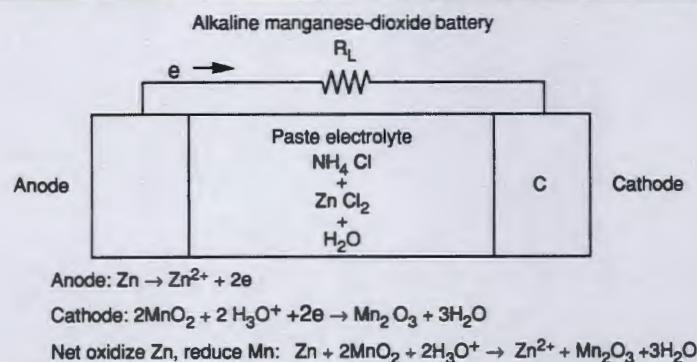 Alkaline manganese-dioxide battery
R_L
e
Paste electrolyte
NH₄ Cl
+
Zn Cl₂
+
H₂O
Anode
C
Cathode
Anode: Zn → Zn²⁺ + 2e
Cathode: 2MnO₂ + 2 H₃O⁺ +2e → Mn₂ O₃ + 3H₂O
Net oxidize Zn, reduce Mn: Zn + 2MnO₂ + 2H₃O⁺ → Zn²⁺ + Mn₂O₃ +3H₂O